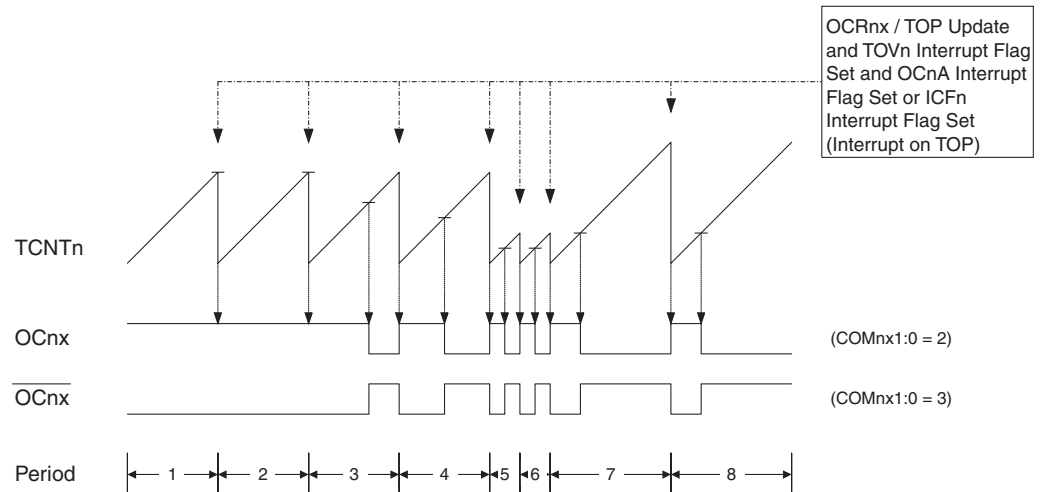 OCRnx / TOP Update
and TOVn Interrupt Flag
Set and OCnA Interrupt
Flag Set or ICFn
Interrupt Flag Set
(Interrupt on TOP)
TCNTn
OCnx
(COMnx1:0 = 2)
OCnx
(COMnx1:0 = 3)
Period
1 2 3 4 5 6 7 8